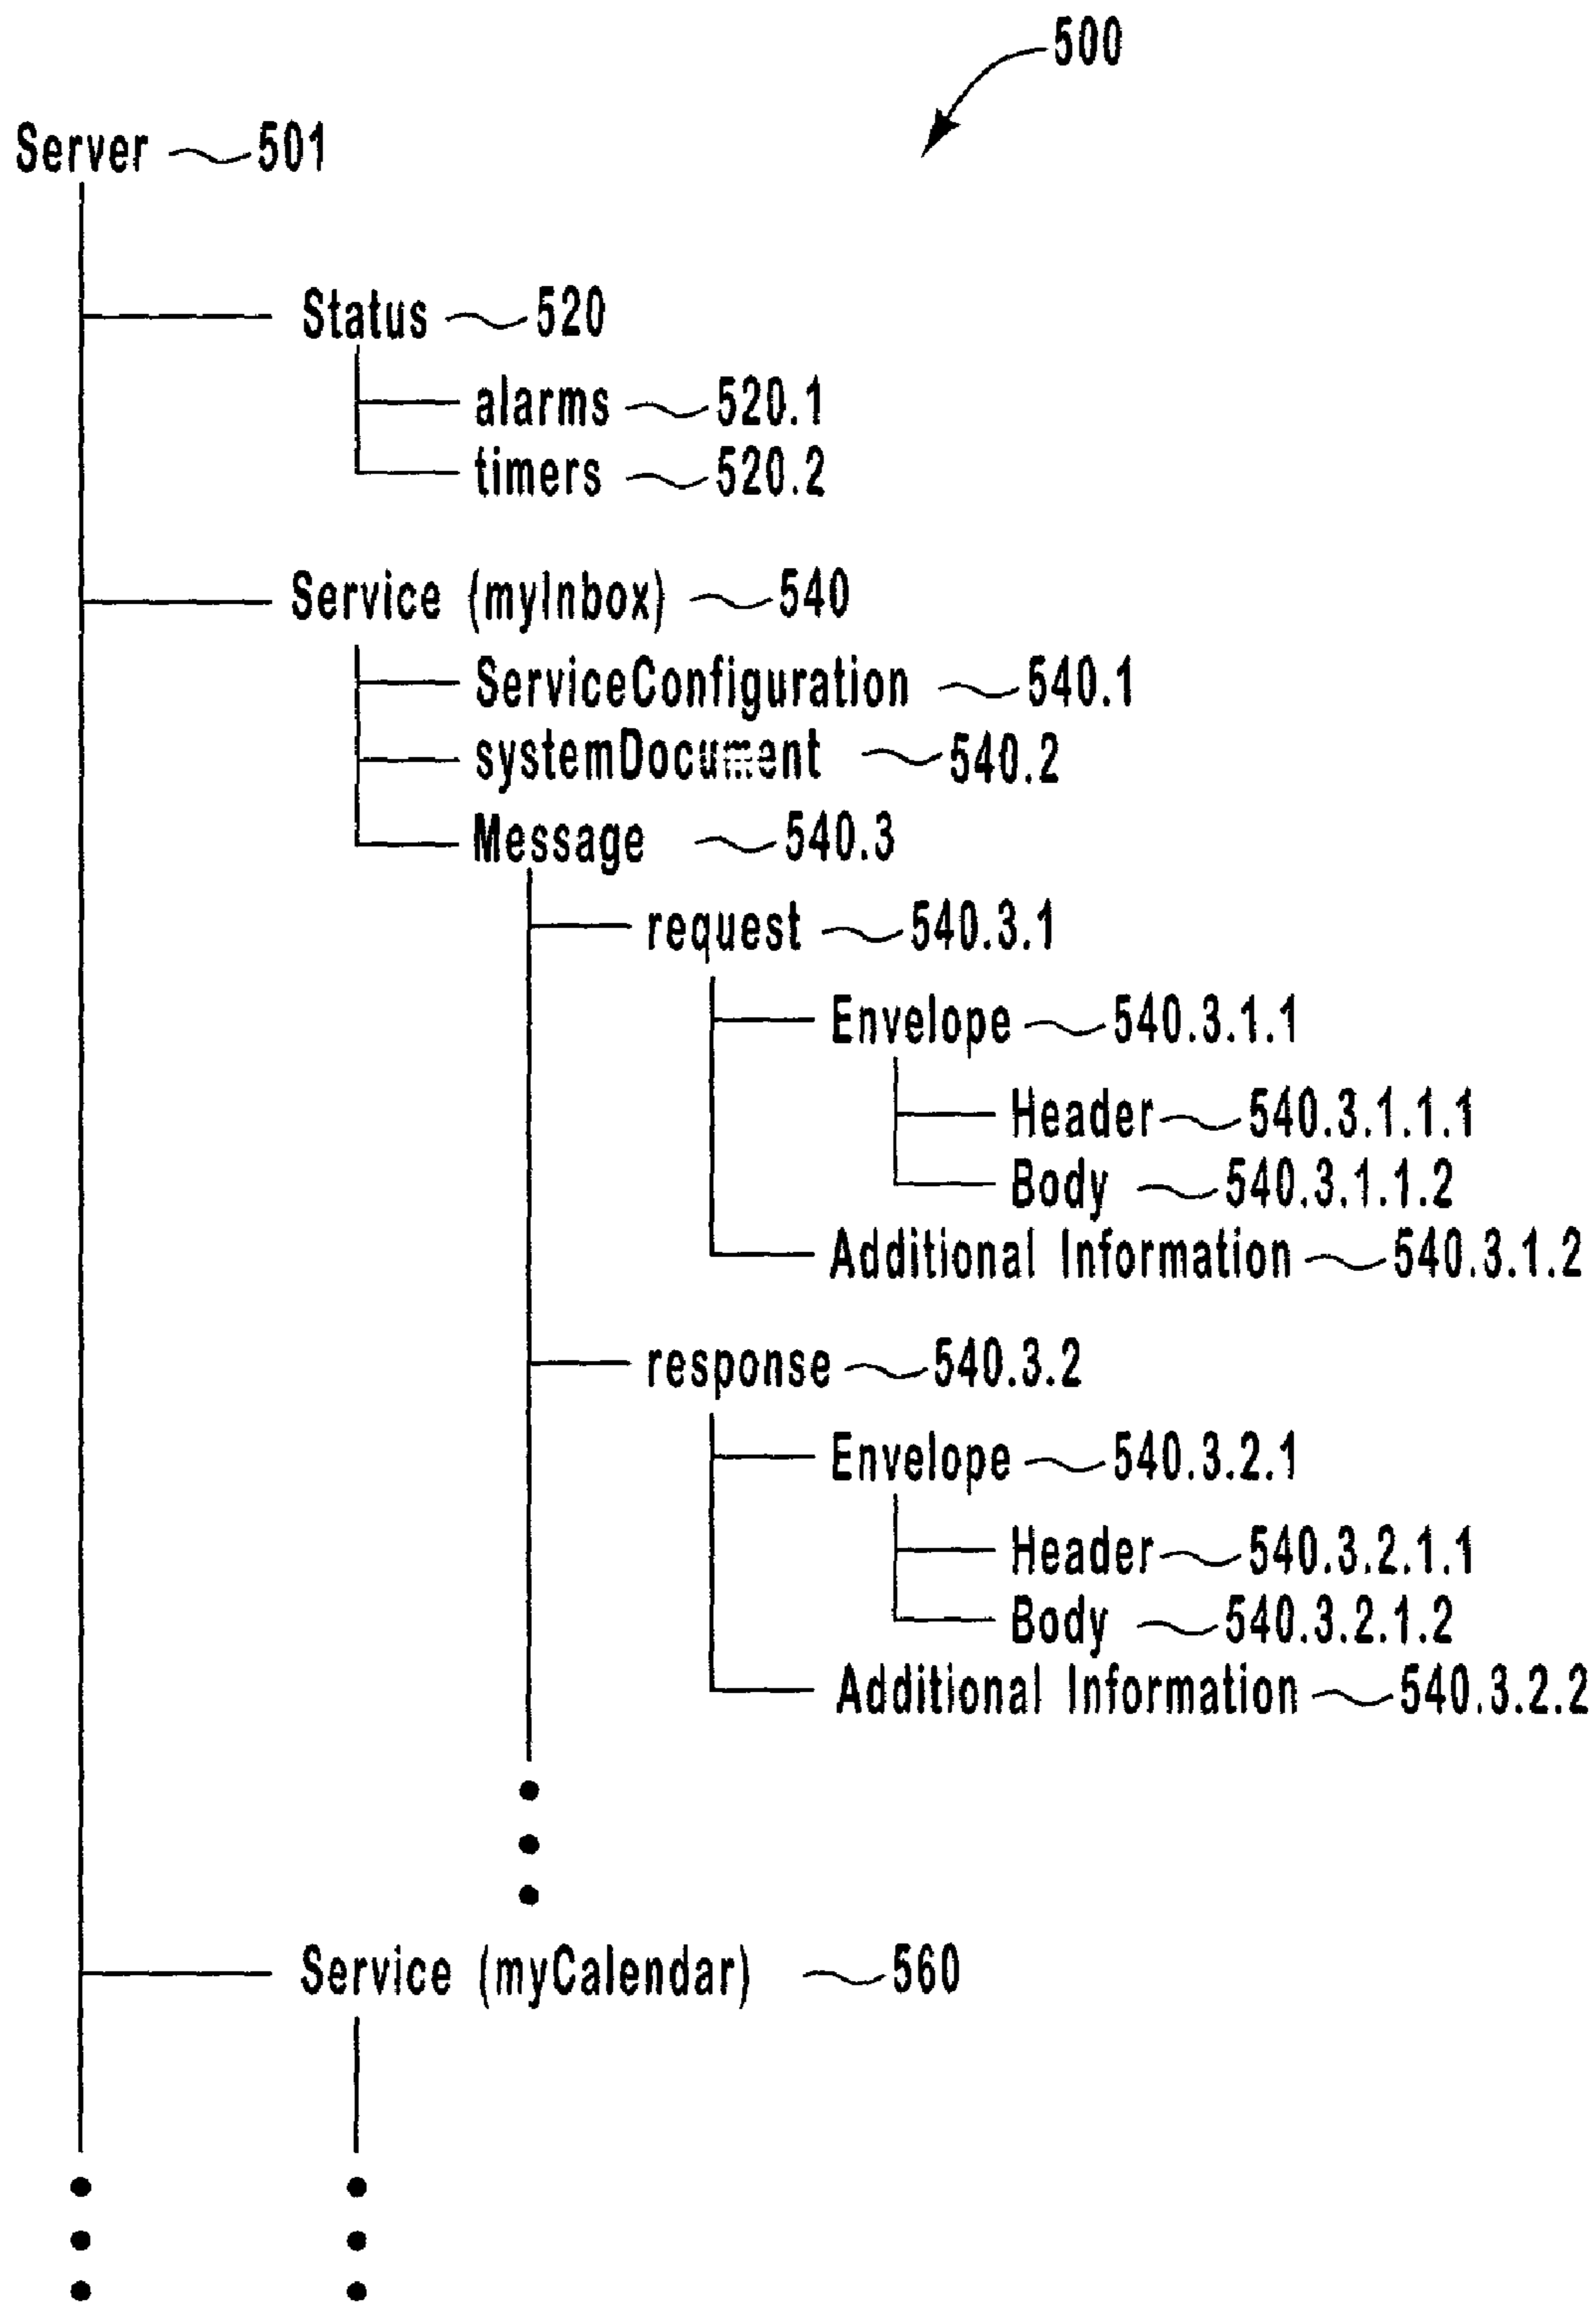 500
Server 501
Status 520
alarms 520.1
timers 520.2
Service (myInbox) 540
ServiceConfiguration 540.1
systemDocument 540.2
Message 540.3
request 540.3.1
Envelope 540.3.1.1
Header 540.3.1.1.1
Body 540.3.1.1.2
Additional Information 540.3.1.2
response 540.3.2
Envelope 540.3.2.1
Header 540.3.2.1.1
Body 540.3.2.1.2
Additional Information 540.3.2.2
Service (myCalendar) 560